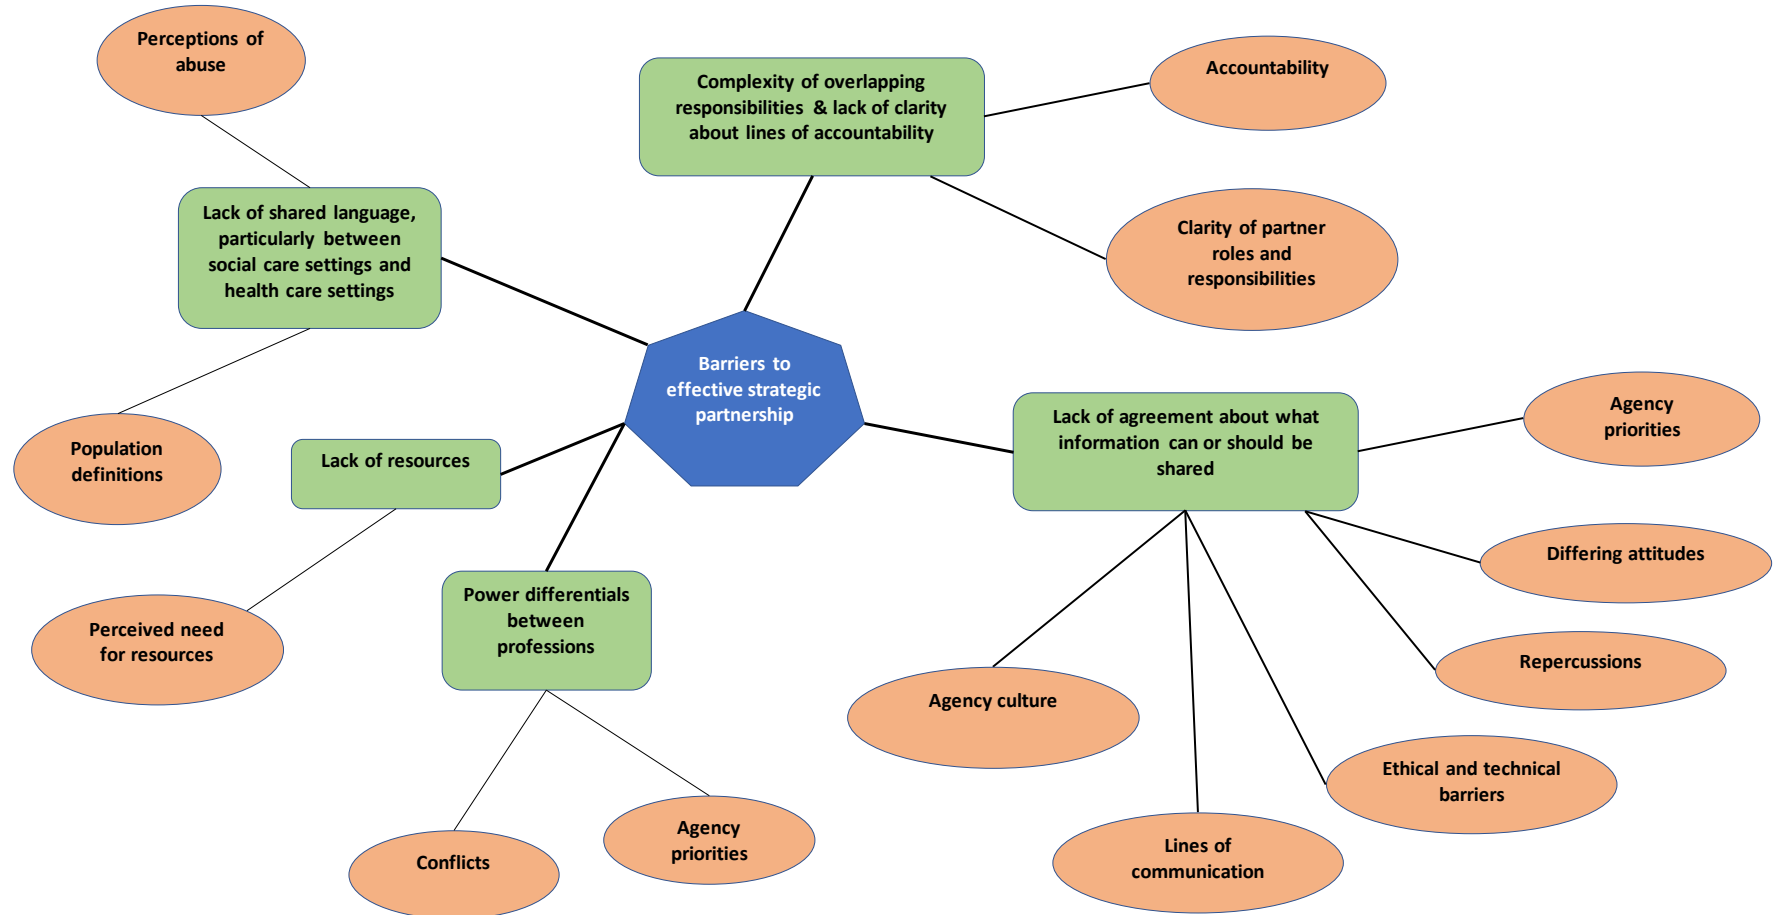 Perceptions of
abuse
Complexity of overlapping
responsibilities & lack of clarity
about lines of accountability
Accountability
Lack of shared language,
particularly between
social care settings and
health care settings
Clarity of partner
roles and
responsibilities
Barriers to
effective strategic
partnership
Population
definitions
Lack of resources
Lack of agreement about what
information can or should be
shared
Agency
priorities
Differing attitudes
Perceived need
for resources
Power differentials
between
professions
Repercussions
Agency culture
Ethical and technical
barriers
Conflicts
Agency
priorities
Lines of
communication